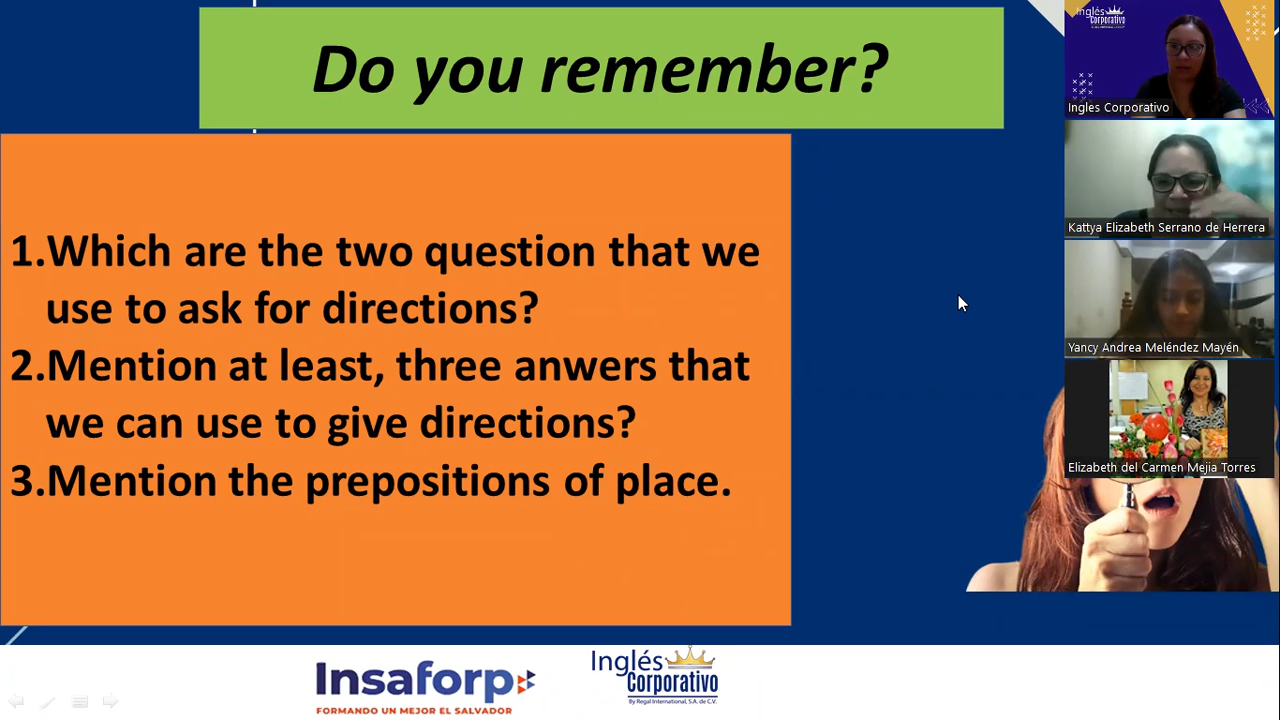 Do you remember?
1.Which are the two question that we
use to ask for directions?
2.Mention at least, three anwers that
we can use to give directions?
3.Mention the prepositions of place.
Inglés
Corporativo
Ingles Corporativo
Kattya Elizabeth Serrano de Herrera
Yancy Andrea Meléndez Mayén
Elizabeth del Carmen Mejia Torres
Insaforp
FORMANDO UN MEJOR EL SALVADOR
Inglés
Corporativo
By Regal International, S.A. de C.V.